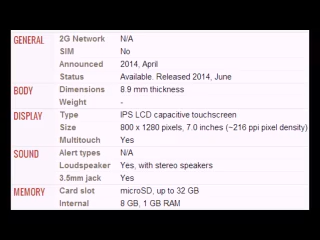 GENERAL 2G Network N/A
SIM No
Announced 2014, April
Status Available. Released 2014, June
BODY Dimensions 8.9 mm thickness
Weight -
DISPLAY Type IPS LCD capacitive touchscreen
Size 800 x 1280 pixels, 7.0 inches (~216 ppi pixel density)
Multitouch Yes
SOUND Alert types N/A
Loudspeaker Yes, with stereo speakers
3.5mm jack Yes
MEMORY Card slot microSD, up to 32 GB
Internal 8 GB, 1 GB RAM